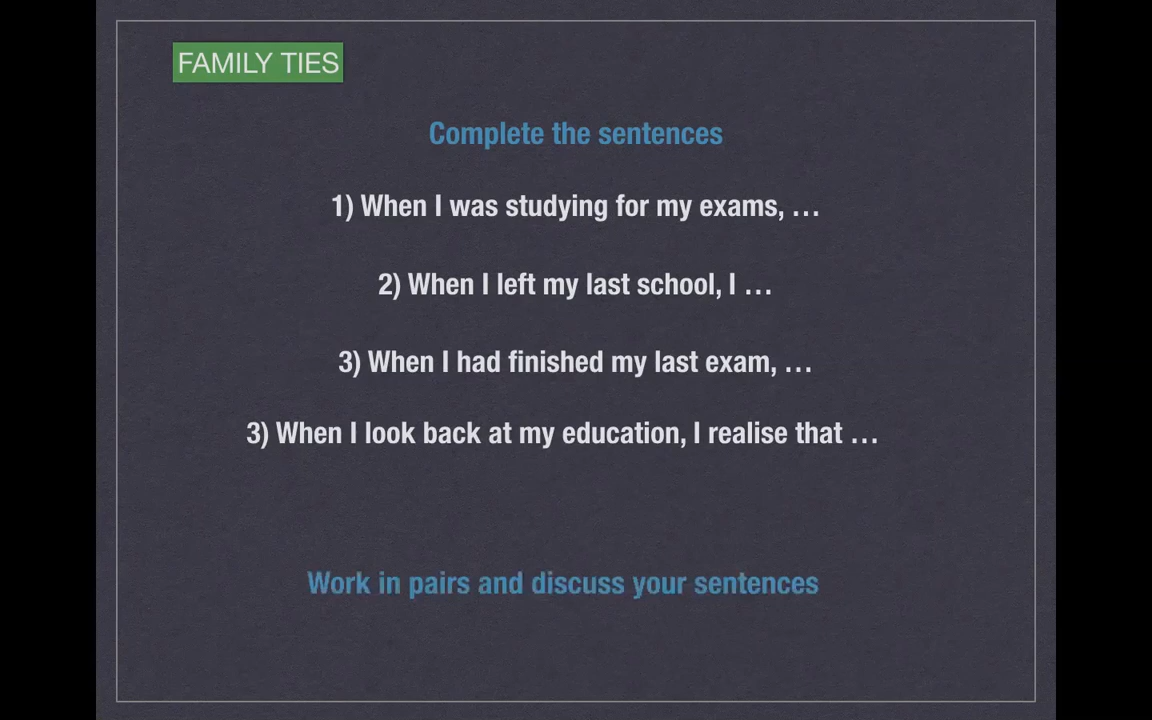 FAMILY TIES
Complete the sentences
1) When I was studying for my exams, …
2) When I left my last school, I …
3) When I had finished my last exam, …
3) When I look back at my education, I realise that …
Work in pairs and discuss your sentences